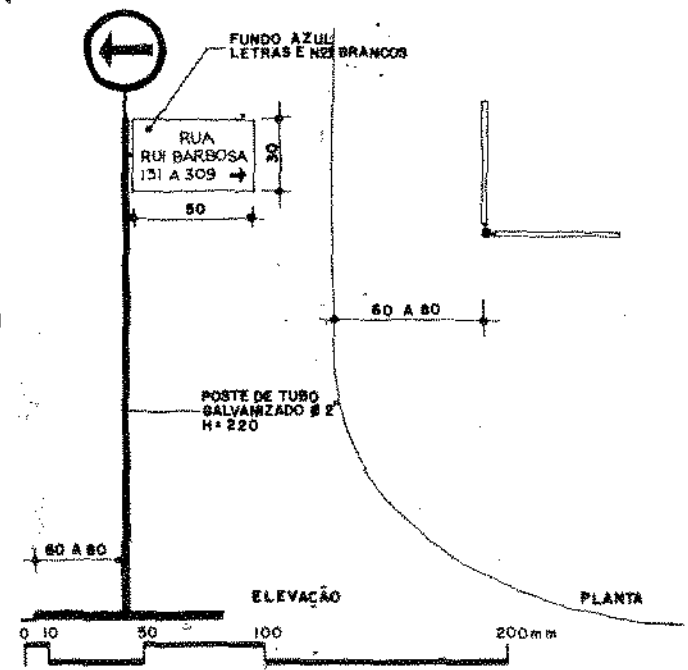 FUNDO AZUL
LETRAS E NºS BRANCOS
RUA
RUI BARBOSA
131 A 309 →
30
50
60 A 80
POSTE DE TUBO
GALVANIZADO Ø 2"
H=220
60 A 80
ELEVAÇÃO
PLANTA
0 10 50 100 200mm